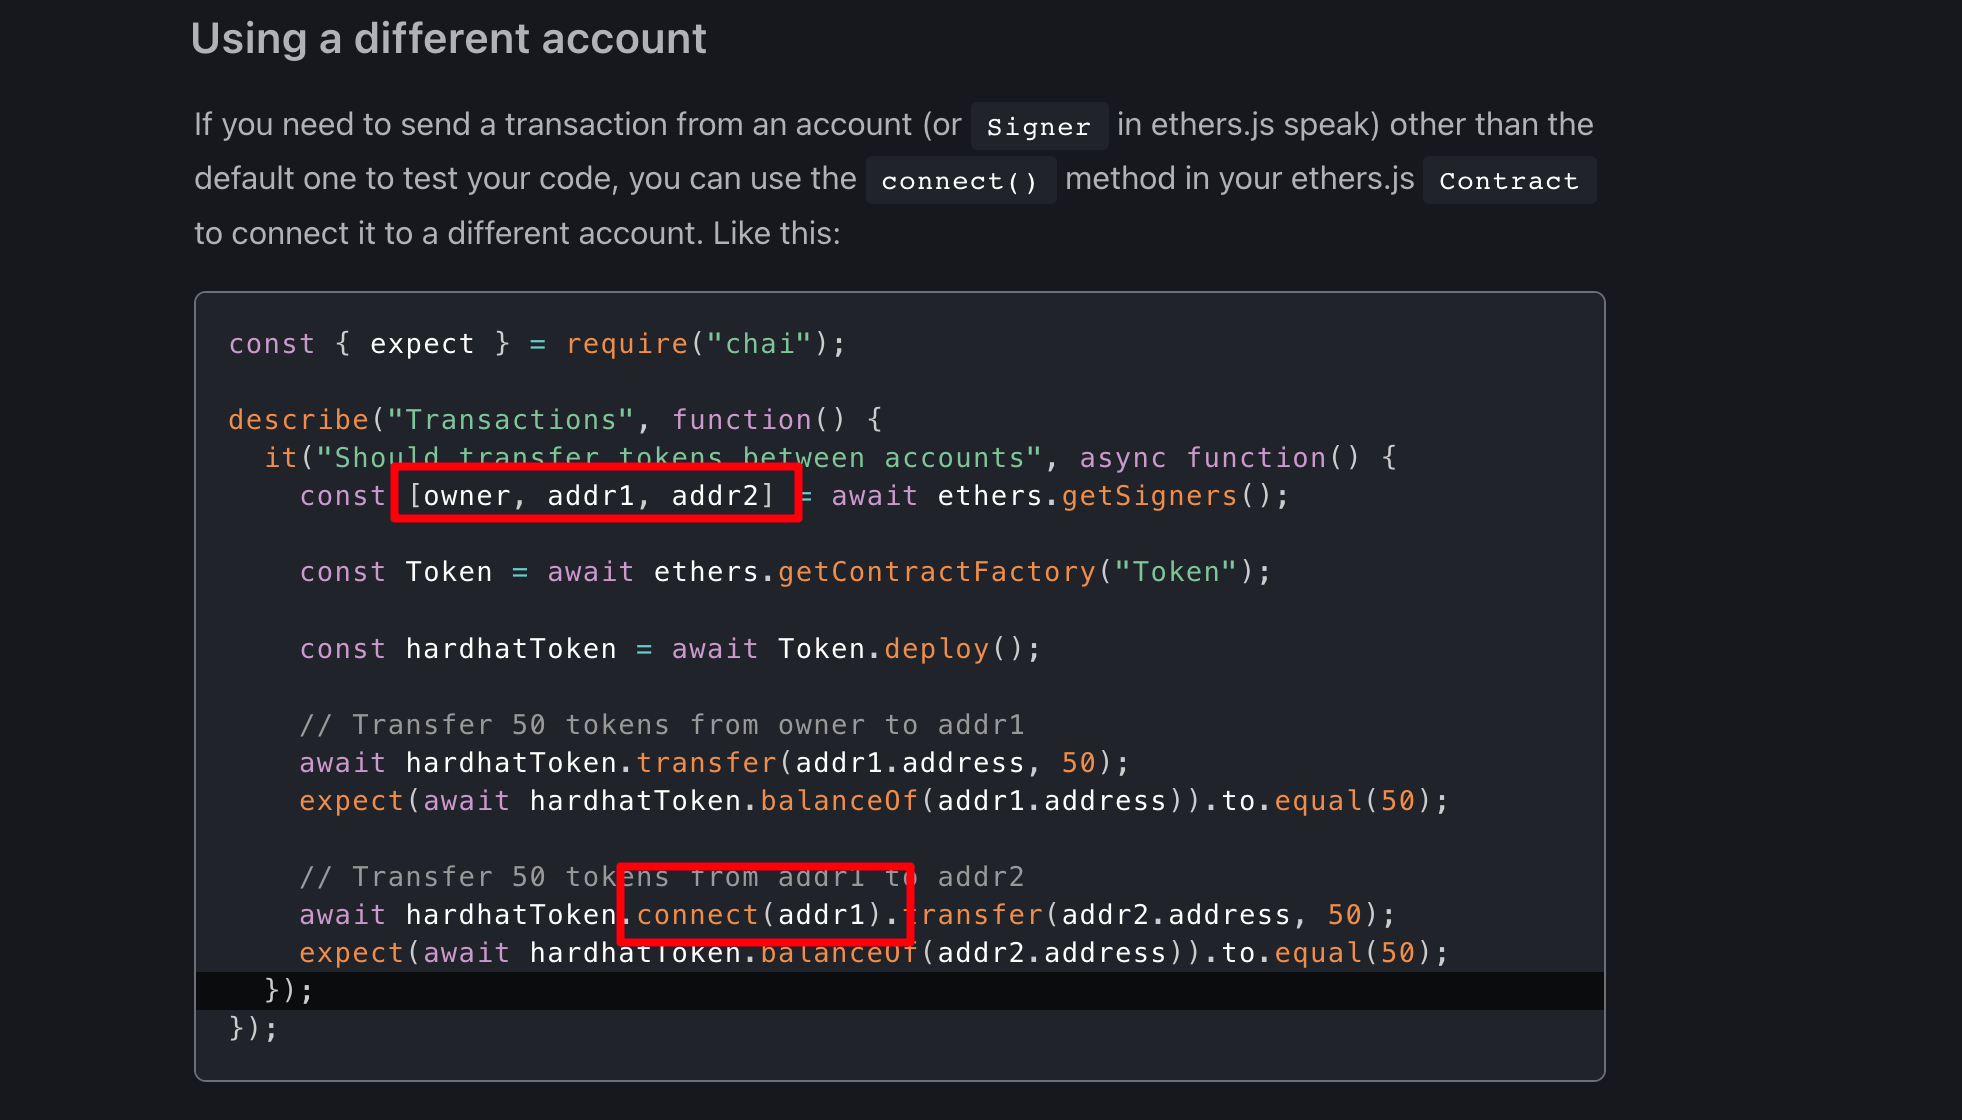 Using a different account
If you need to send a transaction from an account (or Signer in ethers.js speak) other than the
default one to test your code, you can use the connect() method in your ethers.js Contract
to connect it to a different account. Like this:
const { expect } = require("chai");
describe("Transactions", function() {
it("Should transfer tokens between accounts", async function() {
const [owner, addr1, addr2] = await ethers.getSigners();
const Token = await ethers.getContractFactory("Token");
const hardhatToken = await Token.deploy();
// Transfer 50 tokens from owner to addr1
await hardhatToken.transfer(addr1.address, 50);
expect(await hardhatToken.balanceOf(addr1.address)).to.equal(50);
// Transfer 50 tokens from addr1 to addr2
await hardhatToken.connect(addr1).transfer(addr2.address, 50);
expect(await hardhatToken.balanceOf(addr2.address)).to.equal(50);
});
});